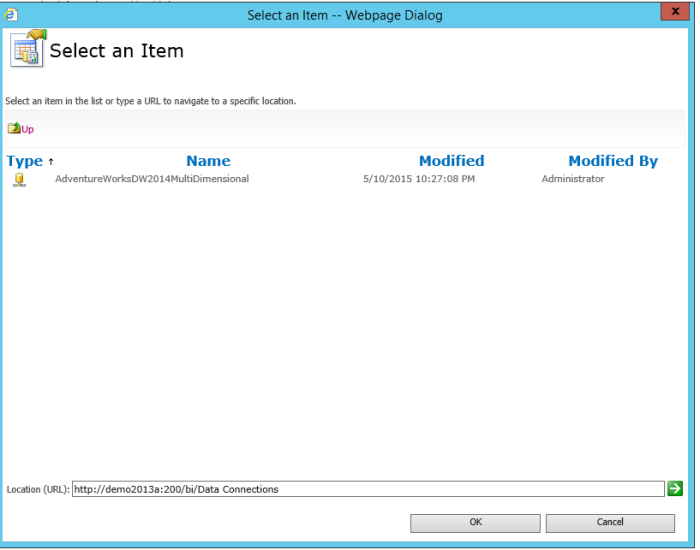 Select an Item -- Webpage Dialog
x
Select an Item
Select an item in the list or type a URL to navigate to a specific location.
Up
Type ↑ Name Modified Modified By
AdventureWorksDW2014MultiDimensional 5/10/2015 10:27:08 PM Administrator
Location (URL): http://demo2013a:200/bi/Data Connections
OK Cancel